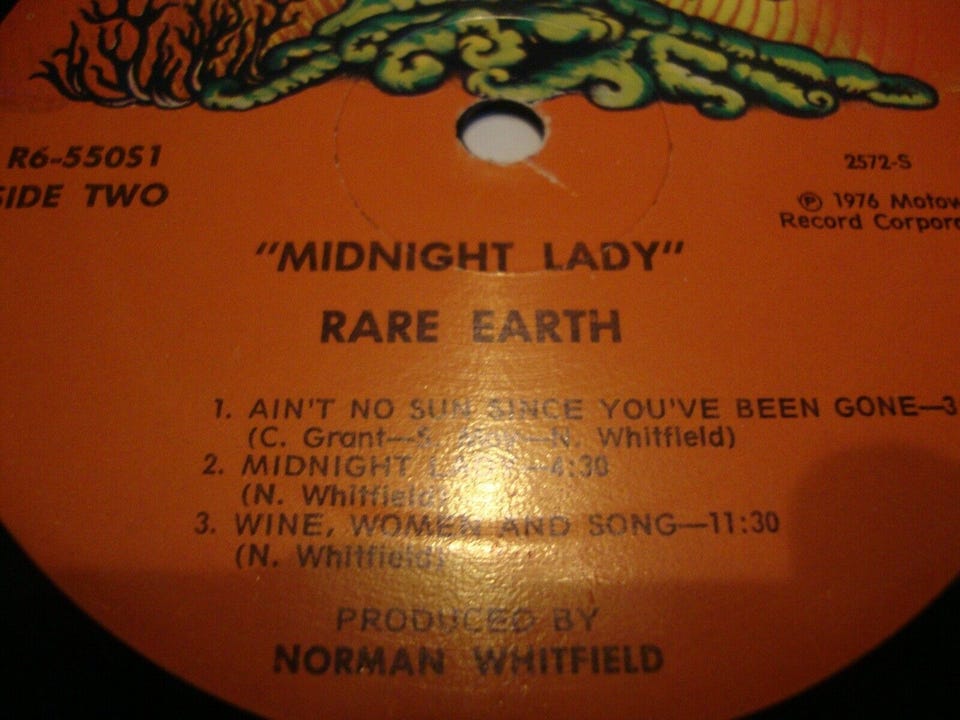 R6-550S1
SIDE TWO
2572-S
℗ 1976 Motow
Record Corpor
"MIDNIGHT LADY"
RARE EARTH
1. AIN'T NO SUN SINCE YOU'VE BEEN GONE—3
(C. Grant—S. —N. Whitfield)
2. MIDNIGHT LADY—4:30
(N. Whitfield)
3. WINE, WOMEN AND SONG—11:30
(N. Whitfield)
PRODUCED BY
NORMAN WHITFIELD